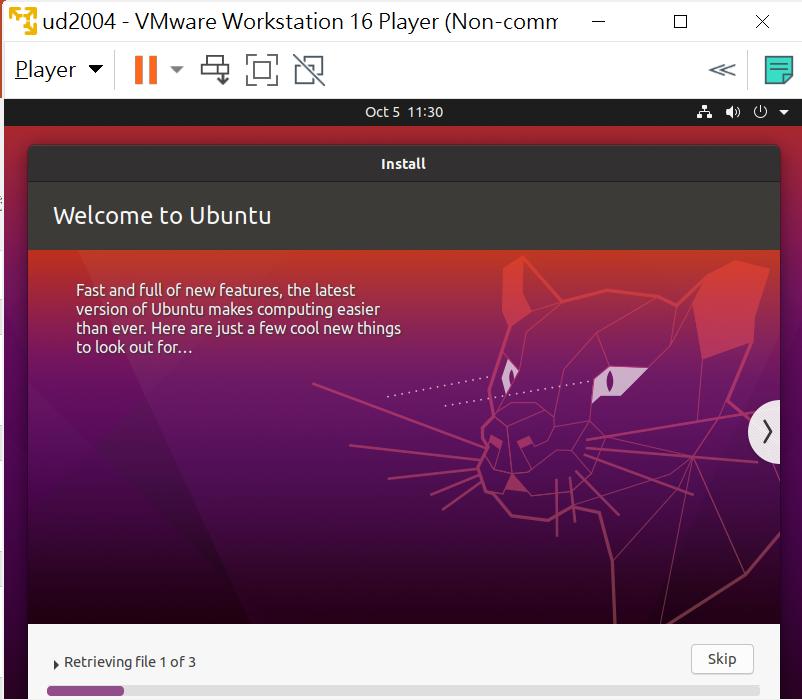 ud2004 - VMware Workstation 16 Player (Non-comm
Player
Oct 5 11:30
Install
Welcome to Ubuntu
Fast and full of new features, the latest
version of Ubuntu makes computing easier
than ever. Here are just a few cool new things
to look out for…
Retrieving file 1 of 3
Skip